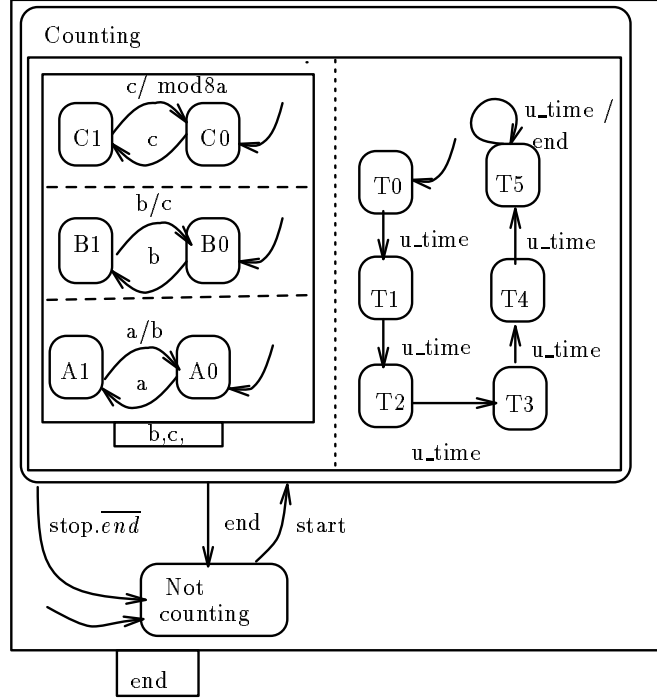 Counting
c/ mod8a
C1
c
C0
b/c
B1
b
B0
a/b
A1
a
A0
b,c,
u_time /
end
T0
T5
u_time
u_time
T1
T4
u_time
u_time
T2
T3
u_time
stop.end
end
start
Not
counting
end